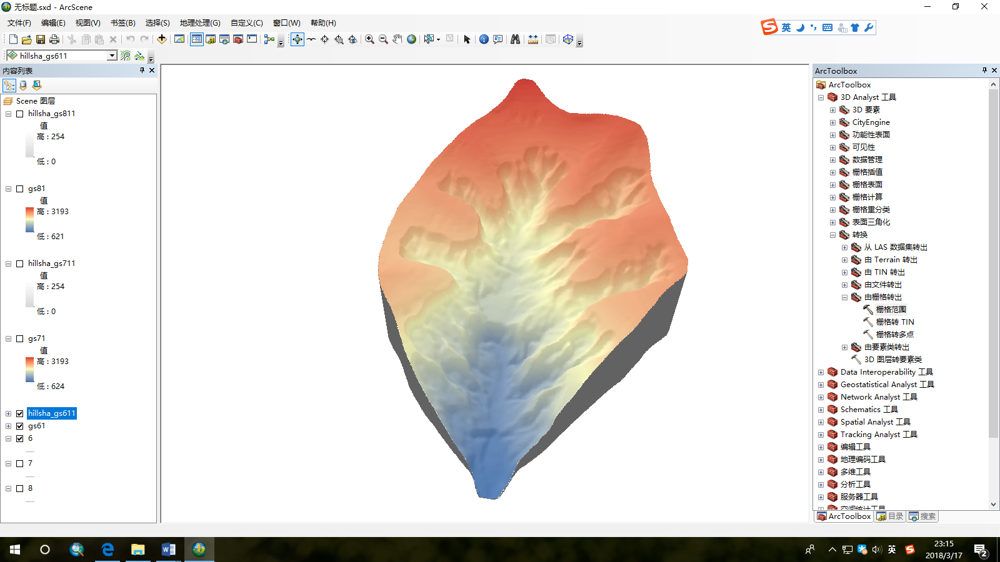 无标题.sxd - ArcScene
文件(F) 编辑(E) 视图(V) 书签(B) 选择(S) 地理处理(G) 自定义(C) 窗口(W) 帮助(H)
英
hillsha_gs611
内容列表
Scene 图层
hillsha_gs811
值
高 : 254
低 : 0
gs81
值
高 : 3193
低 : 621
hillsha_gs711
值
高 : 254
低 : 0
gs71
值
高 : 3193
低 : 624
hillsha_gs611
gs61
6
7
8
ArcToolbox
ArcToolbox
3D Analyst 工具
3D 要素
CityEngine
功能性表面
可见性
数据管理
栅格插值
栅格表面
栅格计算
栅格重分类
表面三角化
转换
从 LAS 数据集转出
由 Terrain 转出
由 TIN 转出
由文件转出
由栅格转出
栅格范围
栅格转 TIN
栅格转多点
由要素类转出
3D 图层转要素类
Data Interoperability 工具
Geostatistical Analyst 工具
Network Analyst 工具
Schematics 工具
Spatial Analyst 工具
Tracking Analyst 工具
编辑工具
地理编码工具
多维工具
分析工具
服务器工具
空间统计工具
ArcToolbox 目录 搜索
英
23:15
2018/3/17
2